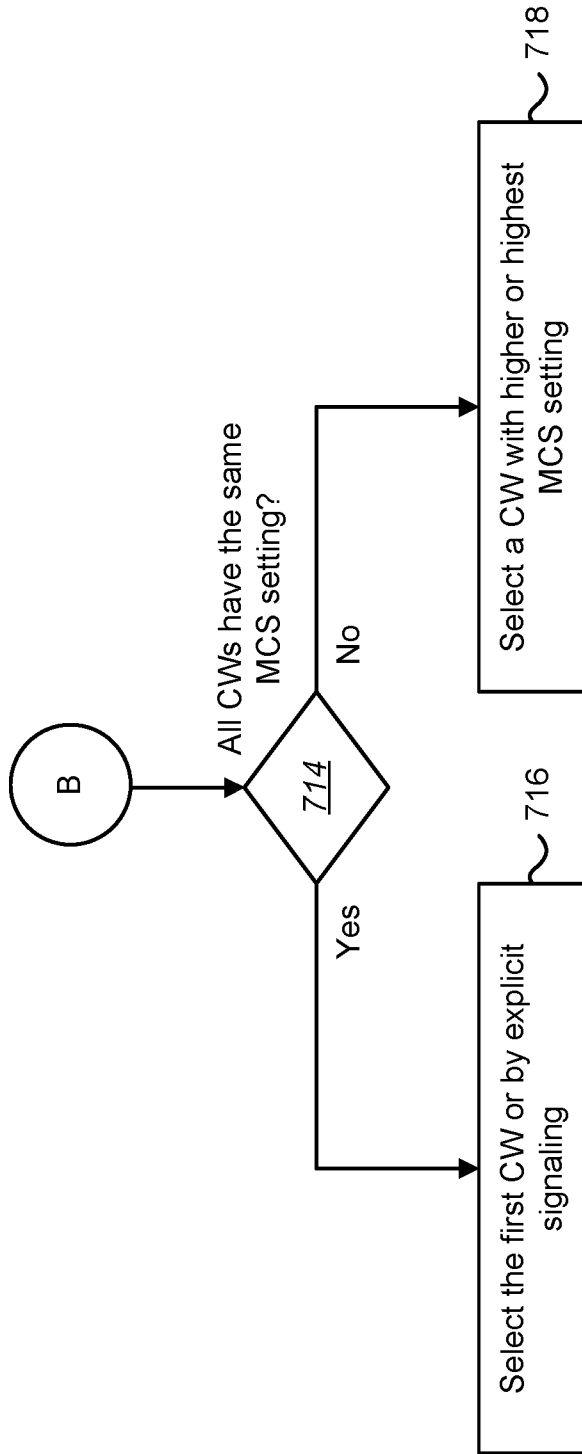 B
All CWs have the same
MCS setting?
714
Yes
No
Select the first CW or by explicit
signaling
716
Select a CW with higher or highest
MCS setting
718